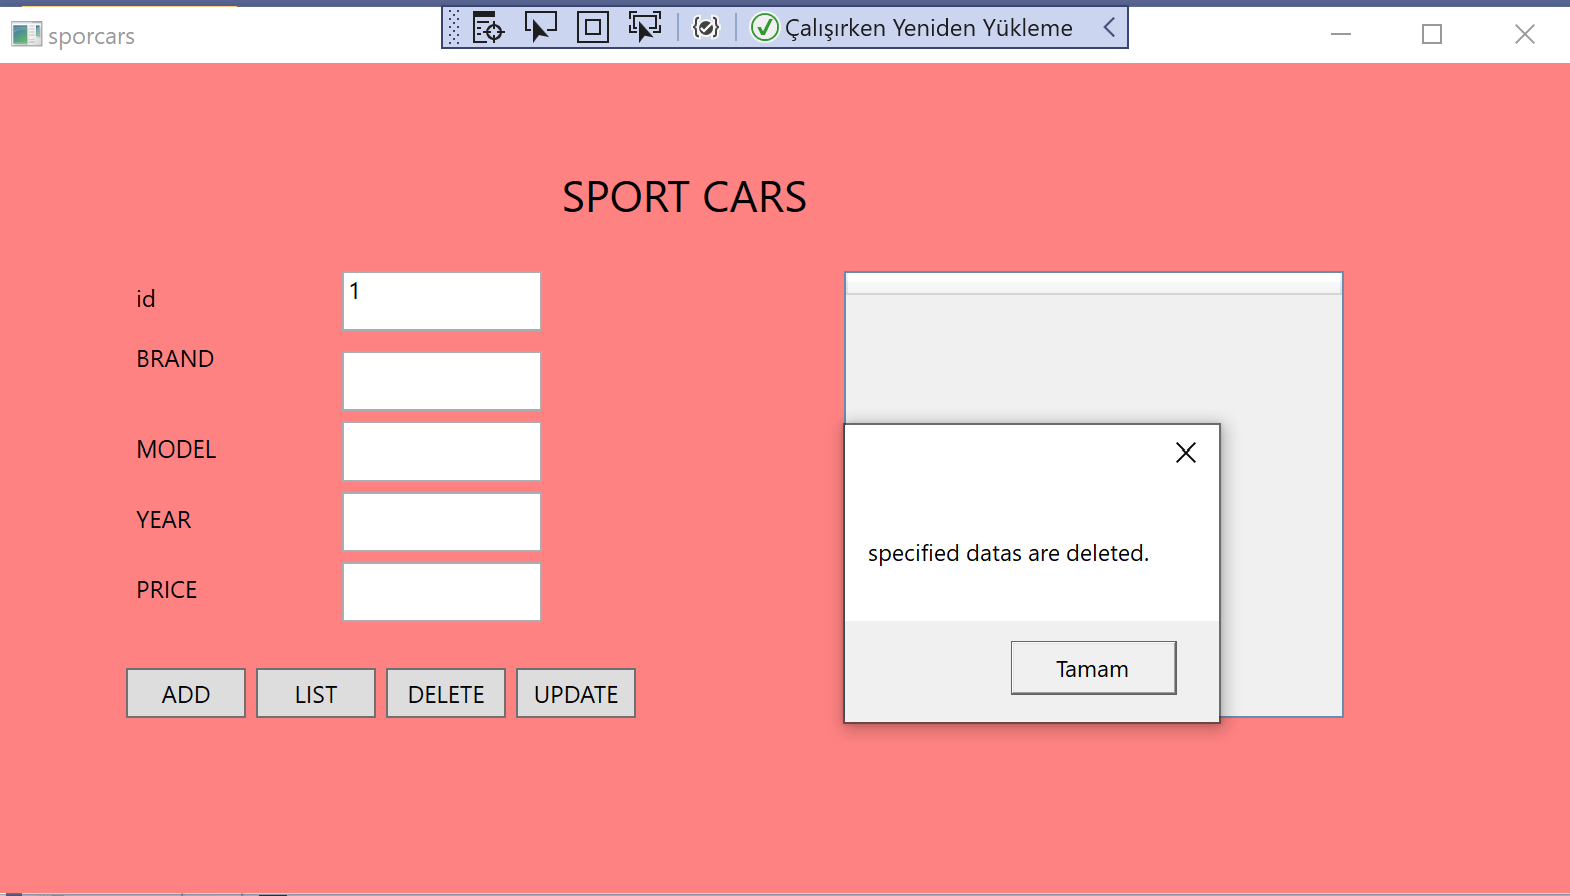 sporcars
Çalışırken Yeniden Yükleme
SPORT CARS
id
1
BRAND
MODEL
YEAR
PRICE
specified datas are deleted.
Tamam
ADD LIST DELETE UPDATE